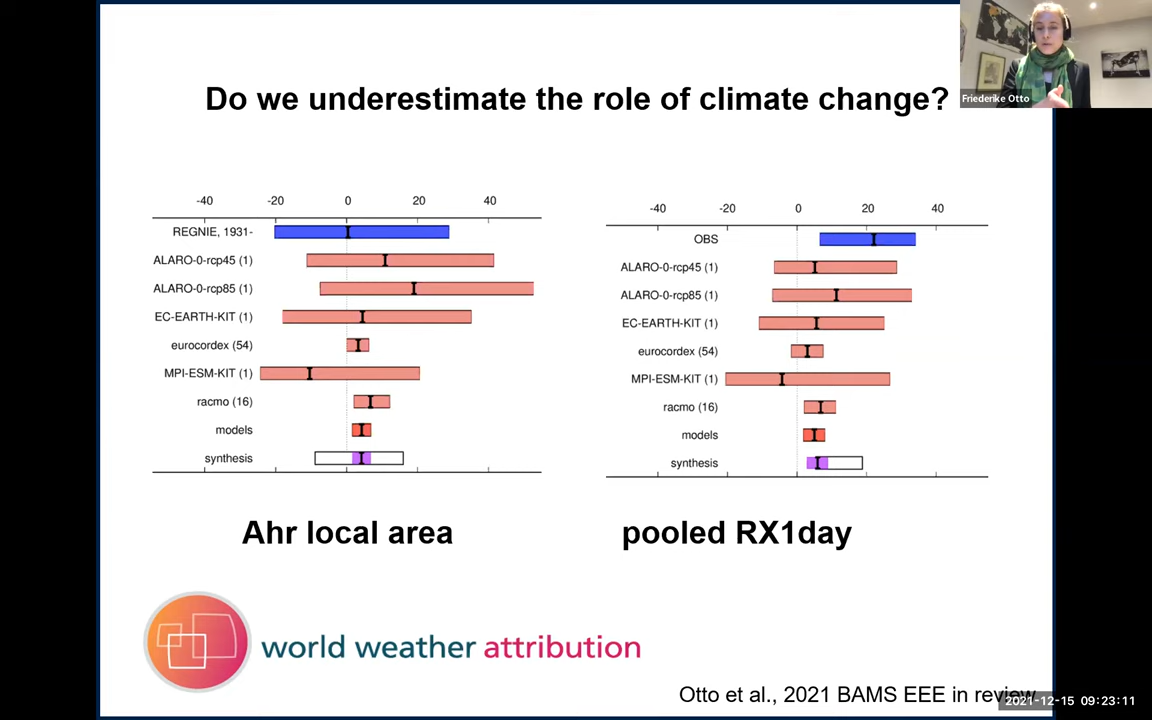 Do we underestimate the role of climate change?
Friederike Otto
-40 -20 0 20 40
REGNIE, 1931-
ALARO-0-rcp45 (1)
ALARO-0-rcp85 (1)
EC-EARTH-KIT (1)
eurocordex (54)
MPI-ESM-KIT (1)
racmo (16)
models
synthesis
Ahr local area
-40 -20 0 20 40
OBS
ALARO-0-rcp45 (1)
ALARO-0-rcp85 (1)
EC-EARTH-KIT (1)
eurocordex (54)
MPI-ESM-KIT (1)
racmo (16)
models
synthesis
pooled RX1day
world weather attribution
Otto et al., 2021 BAMS EEE in review
2021-12-15 09:23:11